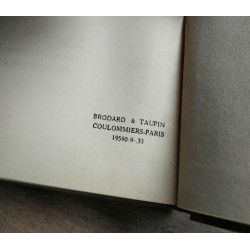 BRODARD & TAUPIN
COULOMMIERS-PARIS
19590-9-33